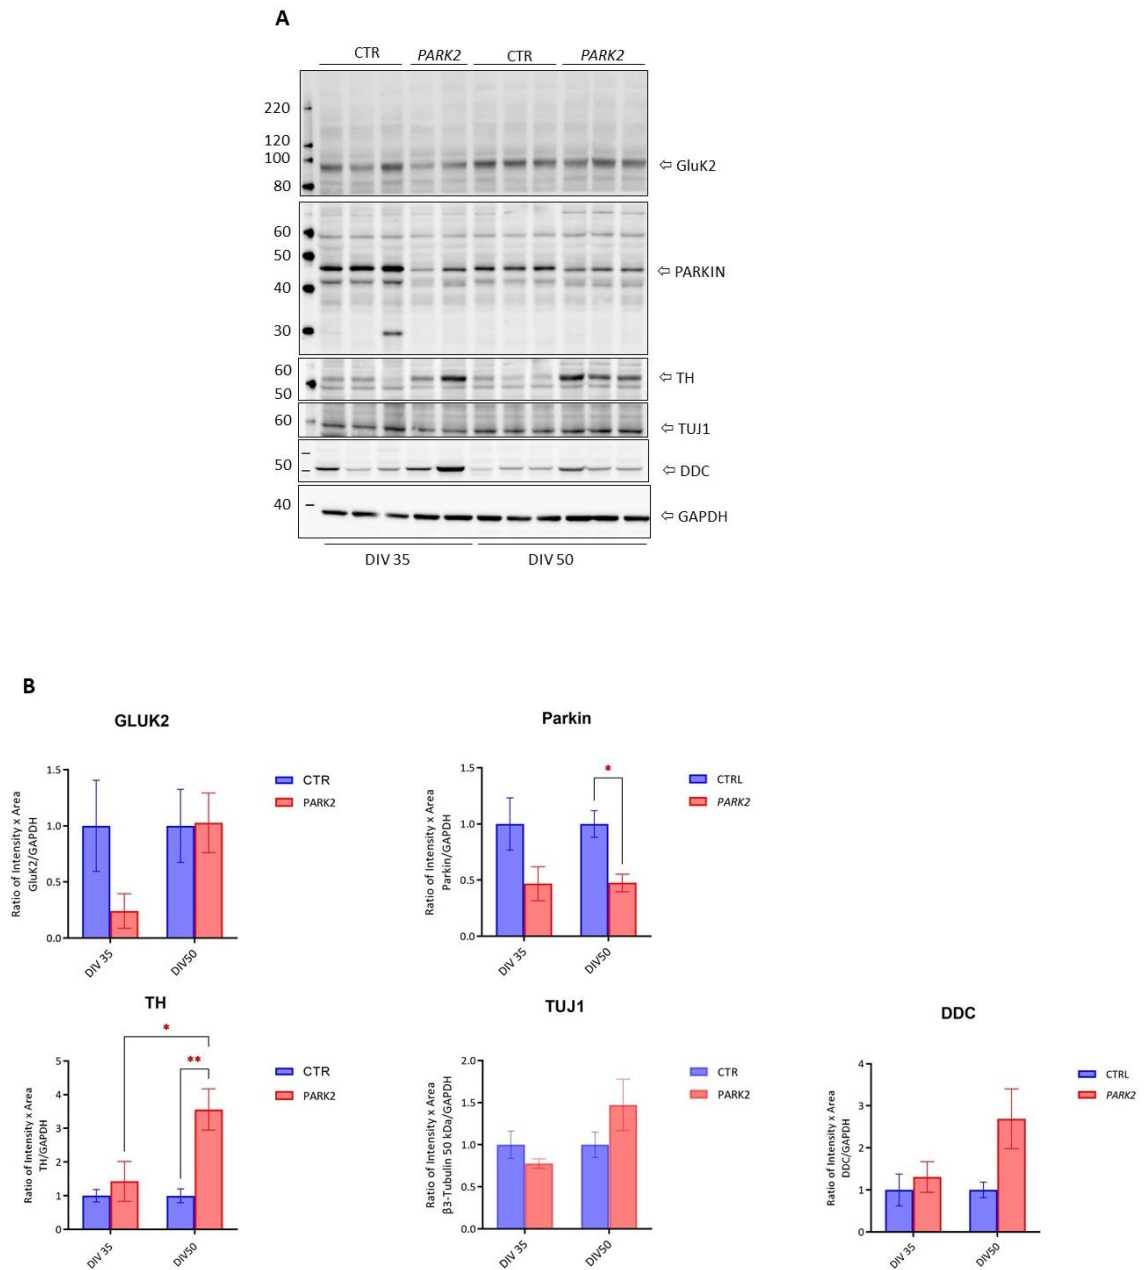 A
CTR PARK2 CTR PARK2
220
120
100
80
⇦ GluK2
60
50
40
30
⇦ PARKIN
60
50
⇦ TH
60
⇦ TUJ1
50
⇦ DDC
40
⇦ GAPDH
DIV 35 DIV 50
B
GLUK2
Ratio of Intensity x Area
GluK2/GAPDH
1.5
1.0
0.5
0.0
DIV 35 DIV50
CTR
PARK2
Parkin
Ratio of Intensity x Area
Parkin/GAPDH
1.5
1.0
0.5
0.0
*
DIV 35 DIV50
CTRL
PARK2
TH
Ratio of Intensity x Area
TH/GAPDH
5
4
3
2
1
0
*
**
DIV 35 DIV50
CTR
PARK2
TUJ1
Ratio of Intensity x Area
β3-Tubulin 50 kDa/GAPDH
2.0
1.5
1.0
0.5
0.0
DIV 35 DIV50
CTR
PARK2
DDC
Ratio of Intensity x Area
DDC/GAPDH
4
3
2
1
0
DIV 35 DIV50
CTRL
PARK2